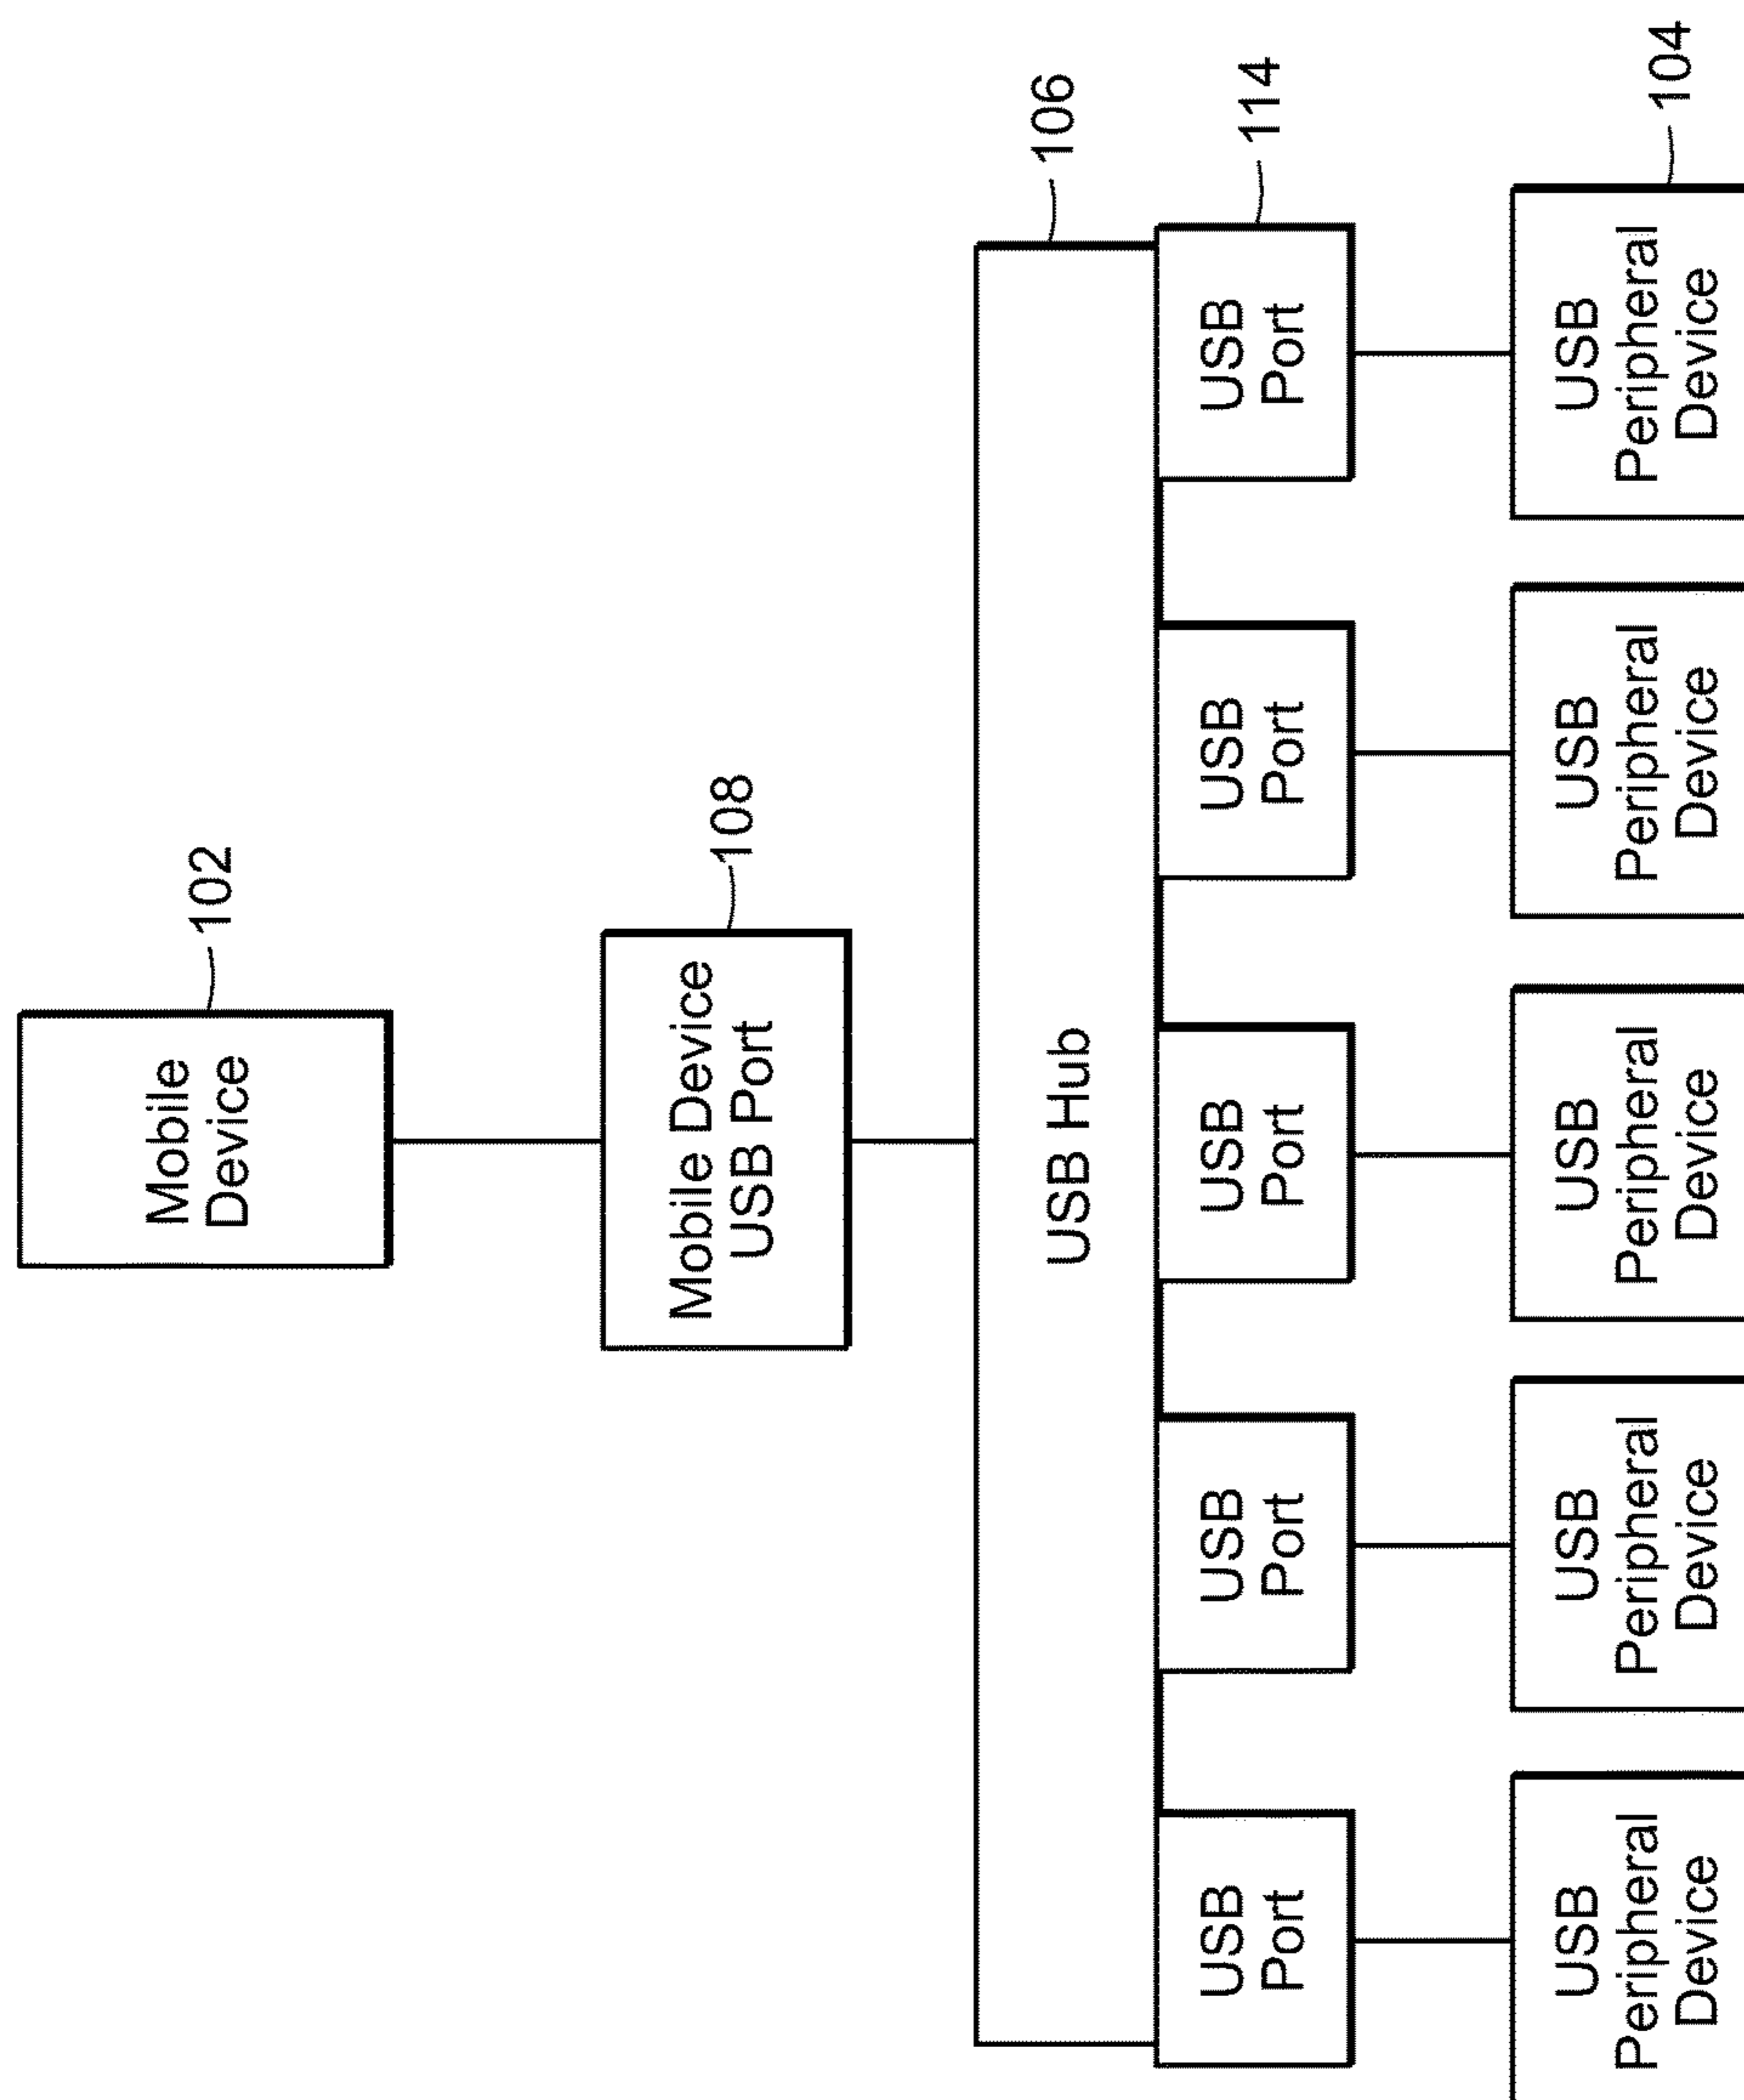 Mobile
Device
102
Mobile Device
USB Port
108
USB Hub
106
USB
Port
USB
Port
USB
Port
USB
Port
USB
Port
114
USB
Peripheral
Device
USB
Peripheral
Device
USB
Peripheral
Device
USB
Peripheral
Device
USB
Peripheral
Device
104